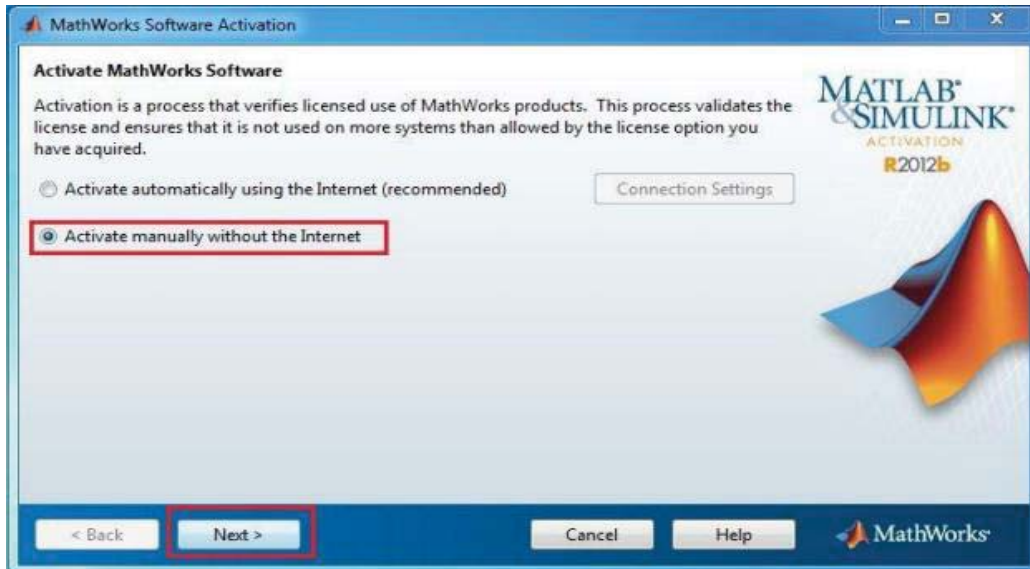 MathWorks Software Activation
Activate MathWorks Software
Activation is a process that verifies licensed use of MathWorks products. This process validates the
license and ensures that it is not used on more systems than allowed by the license option you
have acquired.
Activate automatically using the Internet (recommended)
Connection Settings
Activate manually without the Internet
MATLAB®
&SIMULINK®
ACTIVATION
R2012b
< Back
Next >
Cancel
Help
MathWorks®